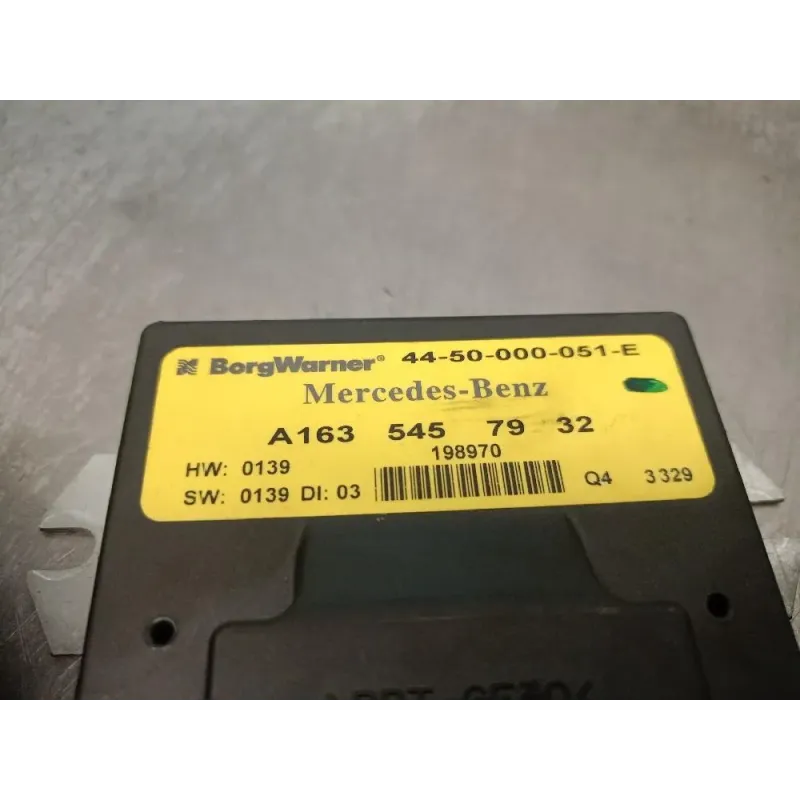 BorgWarner® 44-50-000-051-E
Mercedes-Benz
A163 545 79 32
198970
HW: 0139
SW: 0139 DI: 03
Q4 3329